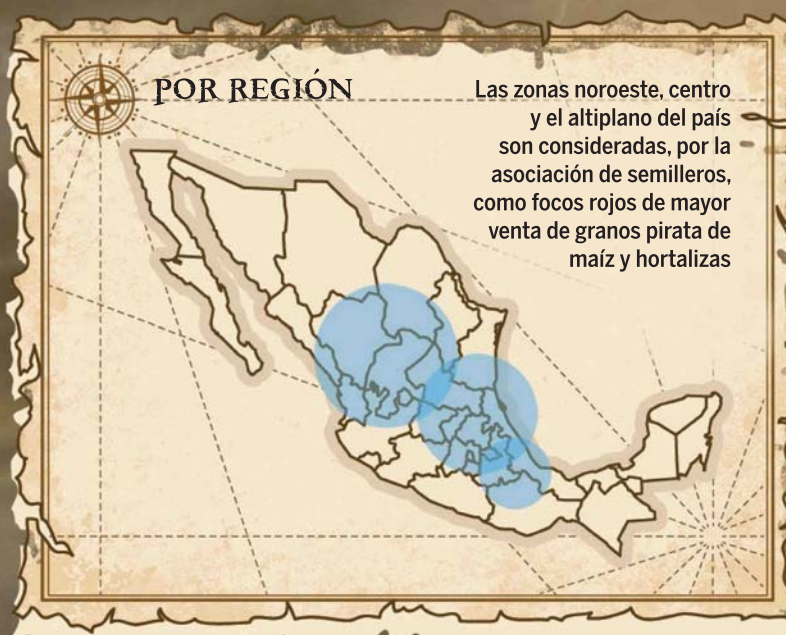 POR REGIÓN
Las zonas noroeste, centro
y el altiplano del país
son consideradas, por la
asociación de semilleros,
como focos rojos de mayor
venta de granos pirata de
maíz y hortalizas